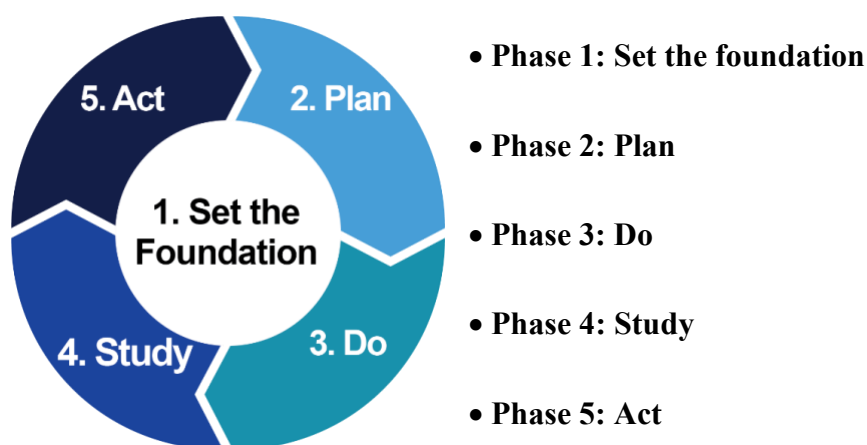 5. Act
2. Plan
1. Set the
Foundation
4. Study
3. Do
• Phase 1: Set the foundation
• Phase 2: Plan
• Phase 3: Do
• Phase 4: Study
• Phase 5: Act